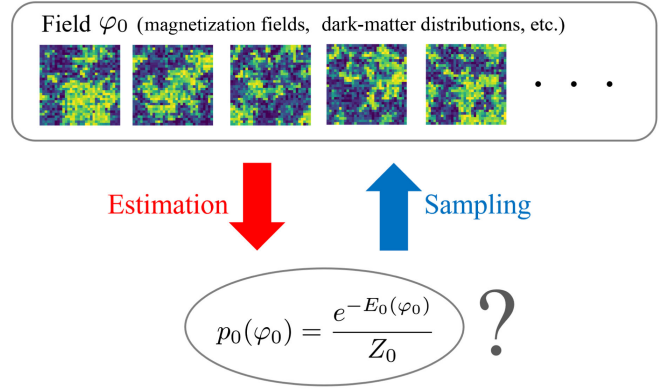 Field φ₀ (magnetization fields, dark-matter distributions, etc.)
. . .
Estimation
Sampling
p₀(φ₀) = e^{-E₀(φ₀)} / Z₀
?